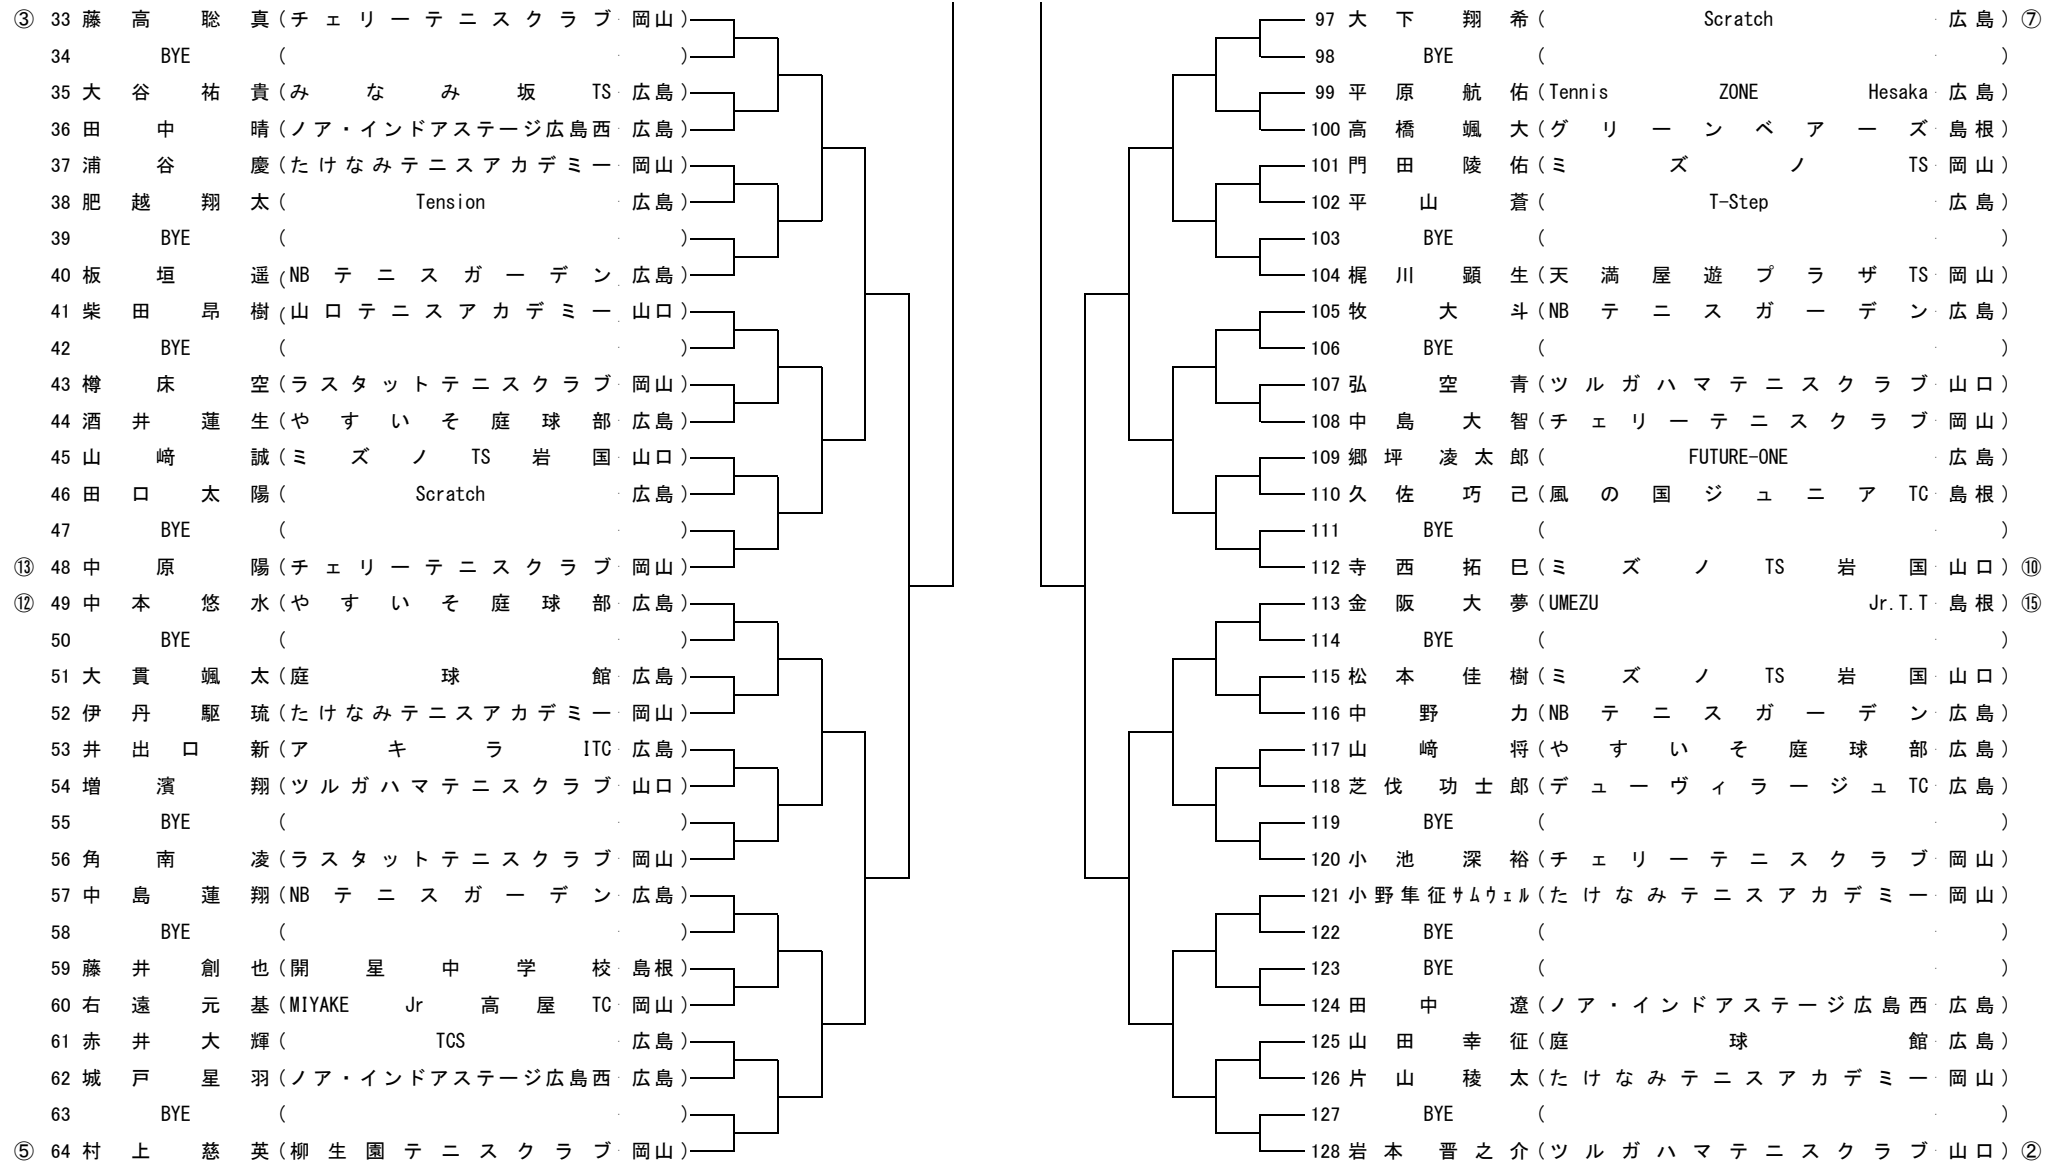 ③ 33 藤高聡真 (チェリーテニスクラブ 岡山)
34 BYE ( )
35 大谷祐貴 (みなみ坂TS 広島)
36 田中晴 (ノア・インドアステージ広島西 広島)
37 浦谷慶 (たけなみテニスアカデミー 岡山)
38 肥越翔太 (Tension 広島)
39 BYE ( )
40 板垣遥 (NBテニスガーデン 広島)
41 柴田昂樹 (山口テニスアカデミー 山口)
42 BYE ( )
43 樽床空 (ラスタットテニスクラブ 岡山)
44 酒井蓮生 (やすいそ庭球部 広島)
45 山﨑誠 (ミズノTS岩国 山口)
46 田口太陽 (Scratch 広島)
47 BYE ( )
⑬ 48 中原陽 (チェリーテニスクラブ 岡山)
⑫ 49 中本悠水 (やすいそ庭球部 広島)
50 BYE ( )
51 大貫颯太 (庭球館 広島)
52 伊丹駆琉 (たけなみテニスアカデミー 岡山)
53 井出口新 (アキラITC 広島)
54 増濱翔 (ツルガハマテニスクラブ 山口)
55 BYE ( )
56 角南凌 (ラスタットテニスクラブ 岡山)
57 中島蓮翔 (NBテニスガーデン 広島)
58 BYE ( )
59 藤井創也 (開星中学校 島根)
60 右遠元基 (MIYAKE Jr 高屋 TC 岡山)
61 赤井大輝 (TCS 広島)
62 城戸星羽 (ノア・インドアステージ広島西 広島)
63 BYE ( )
⑤ 64 村上慈英 (柳生園テニスクラブ 岡山)
97 大下翔希 (Scratch 広島) ⑦
98 BYE ( )
99 平原航佑 (Tennis ZONE Hesaka 広島)
100 高橋颯大 (グリーンベアーズ 島根)
101 門田陵佑 (ミズノTS 岡山)
102 平山蒼 (T-Step 広島)
103 BYE ( )
104 梶川顕生 (天満屋遊プラザTS 岡山)
105 牧大斗 (NBテニスガーデン 広島)
106 BYE ( )
107 弘空青 (ツルガハマテニスクラブ 山口)
108 中島大智 (チェリーテニスクラブ 岡山)
109 郷坪凌太郎 (FUTURE-ONE 広島)
110 久佐巧己 (風の国ジュニアTC 島根)
111 BYE ( )
112 寺西拓巳 (ミズノTS岩国 山口) ⑩
113 金阪大夢 (UMEZU Jr.T.T 島根) ⑮
114 BYE ( )
115 松本佳樹 (ミズノTS岩国 山口)
116 中野力 (NBテニスガーデン 広島)
117 山﨑将 (やすいそ庭球部 広島)
118 芝伐功士郎 (デューヴィラージュTC 広島)
119 BYE ( )
120 小池深裕 (チェリーテニスクラブ 岡山)
121 小野隼征ｻﾑｳｪﾙ (たけなみテニスアカデミー 岡山)
122 BYE ( )
123 BYE ( )
124 田中遼 (ノア・インドアステージ広島西 広島)
125 山田幸征 (庭球館 広島)
126 片山稜太 (たけなみテニスアカデミー 岡山)
127 BYE ( )
128 岩本晋之介 (ツルガハマテニスクラブ 山口) ②